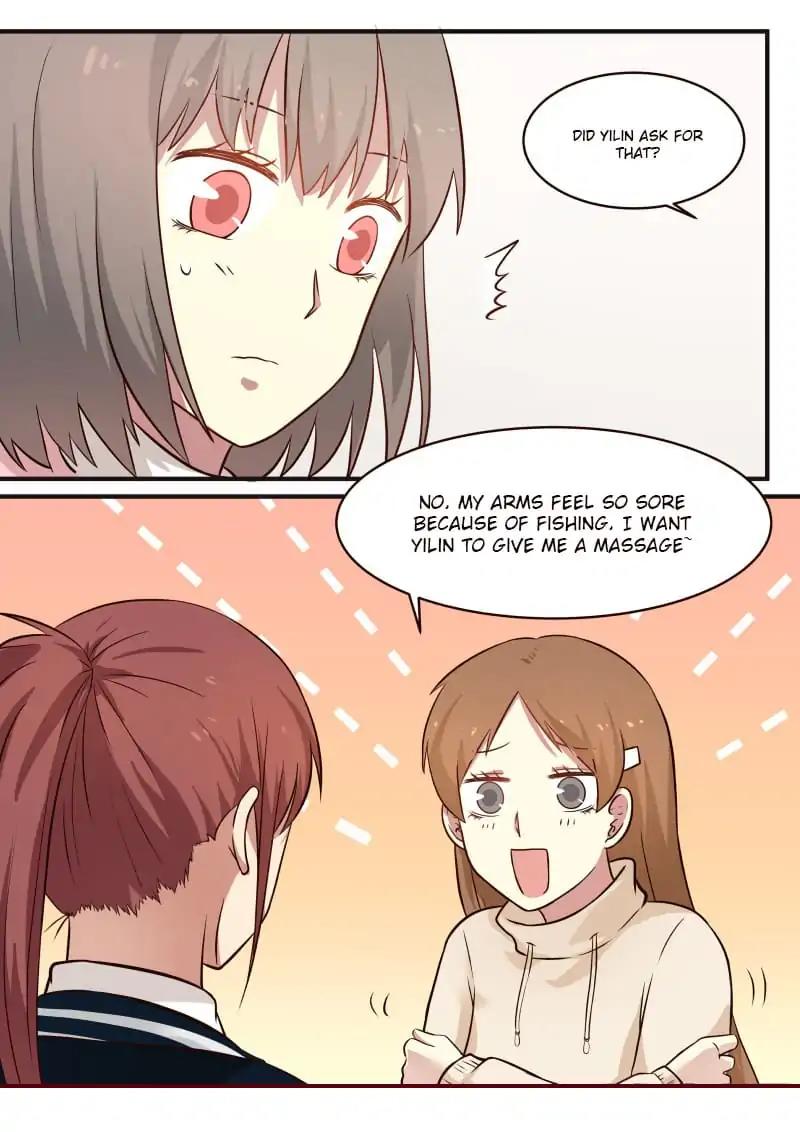 DID YILIN ASK FOR
THAT?
NO. MY ARMS FEEL SO SORE
BECAUSE OF FISHING. I WANT
YILIN TO GIVE ME A MASSAGE~